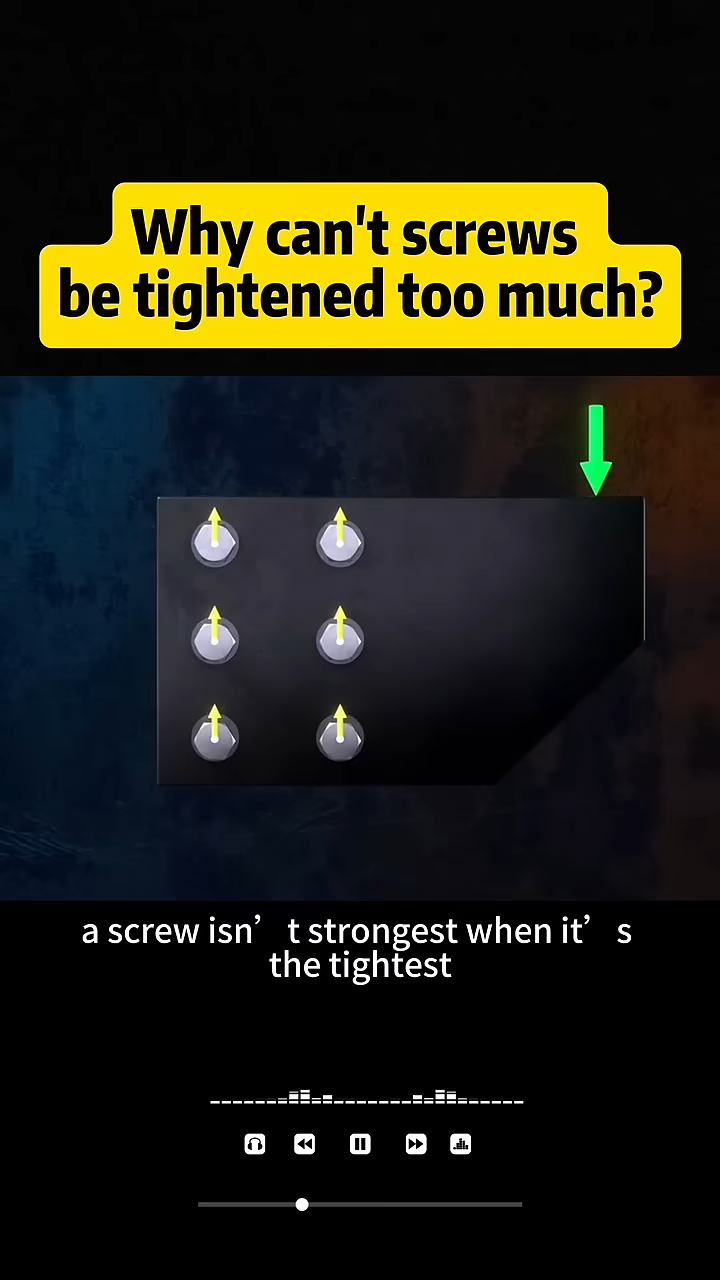 Why can't screws
be tightened too much?
a screw isn’t strongest when it’s
the tightest